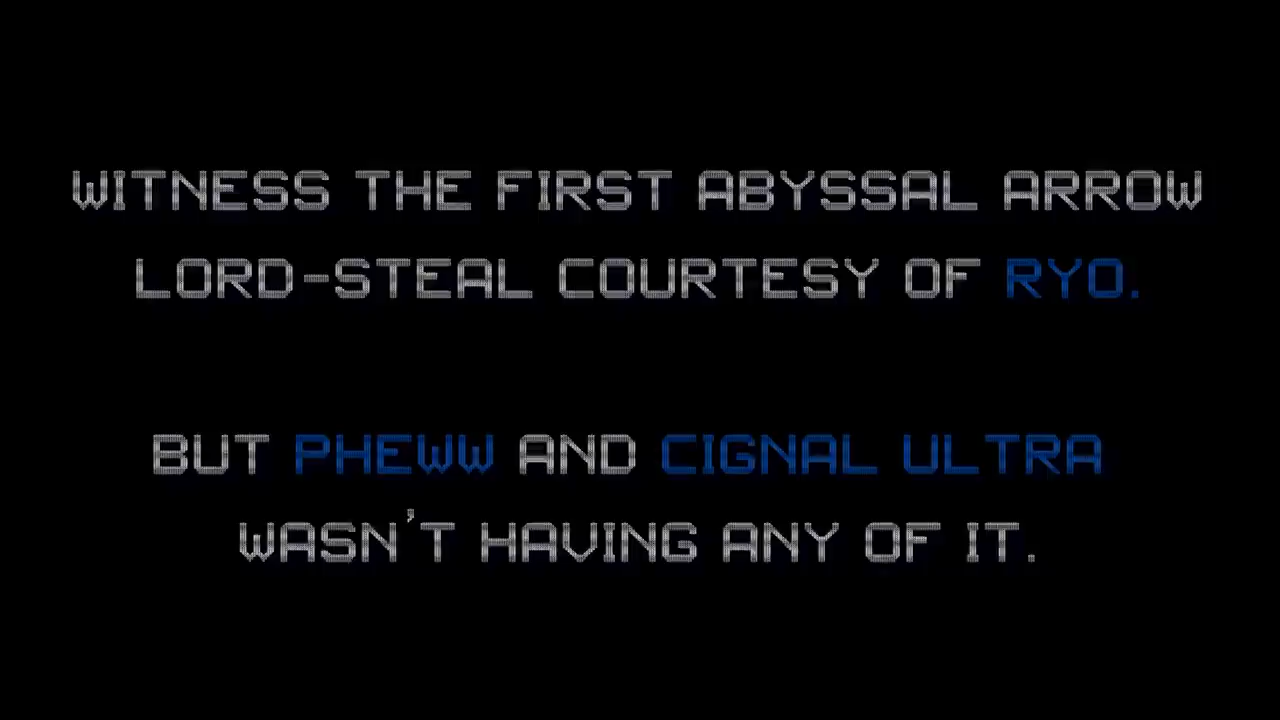 WITNESS THE FIRST ABYSSAL ARROW
LORD-STEAL COURTESY OF RYO.
BUT PHEWW AND CIGNAL ULTRA
WASN'T HAVING ANY OF IT.